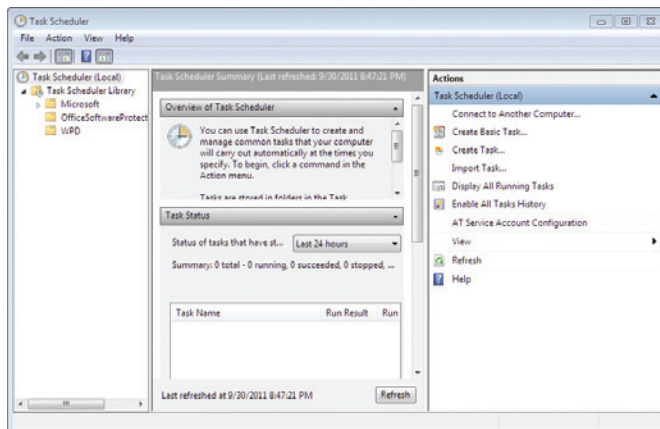 Task Scheduler
File Action View Help
Task Scheduler (Local)
Task Scheduler Library
Microsoft
OfficeSoftwareProtect
WPD
Task Scheduler Summary (Last refreshed: 9/30/2011 8:47:21 PM)
Overview of Task Scheduler
You can use Task Scheduler to create and
manage common tasks that your computer
will carry out automatically at the times you
specify. To begin, click a command in the
Action menu.
Tasks are stored in folders in the Task
Task Status
Status of tasks that have st... Last 24 hours
Summary: 0 total - 0 running, 0 succeeded, 0 stopped, ...
Task Name Run Result Run
Last refreshed at 9/30/2011 8:47:21 PM Refresh
Actions
Task Scheduler (Local)
Connect to Another Computer...
Create Basic Task...
Create Task...
Import Task...
Display All Running Tasks
Enable All Tasks History
AT Service Account Configuration
View
Refresh
Help